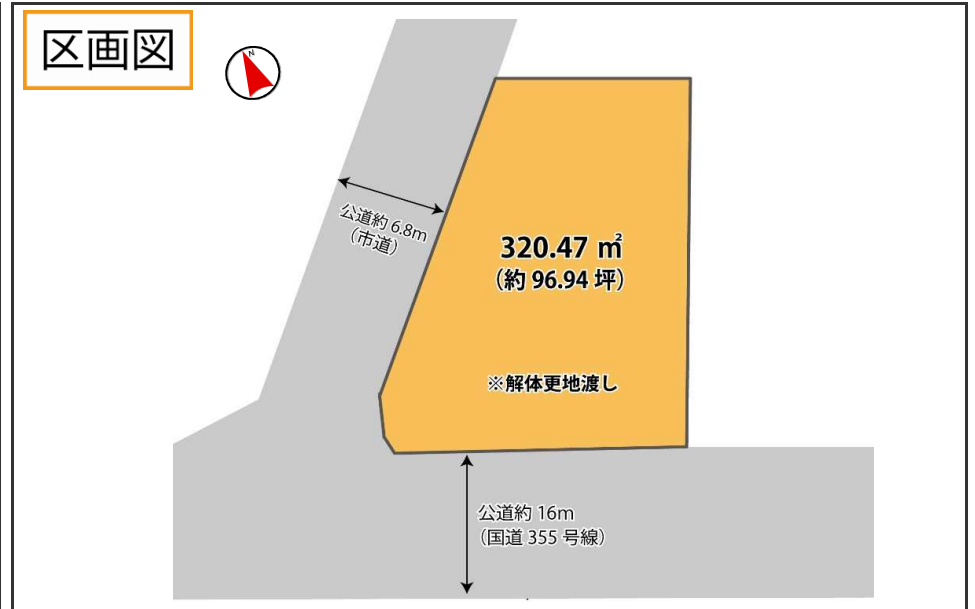 区画図
N
公道約 6.8m
（市道）
320.47 ㎡
（約 96.94 坪）
※解体更地渡し
公道約 16m
（国道 355 号線）